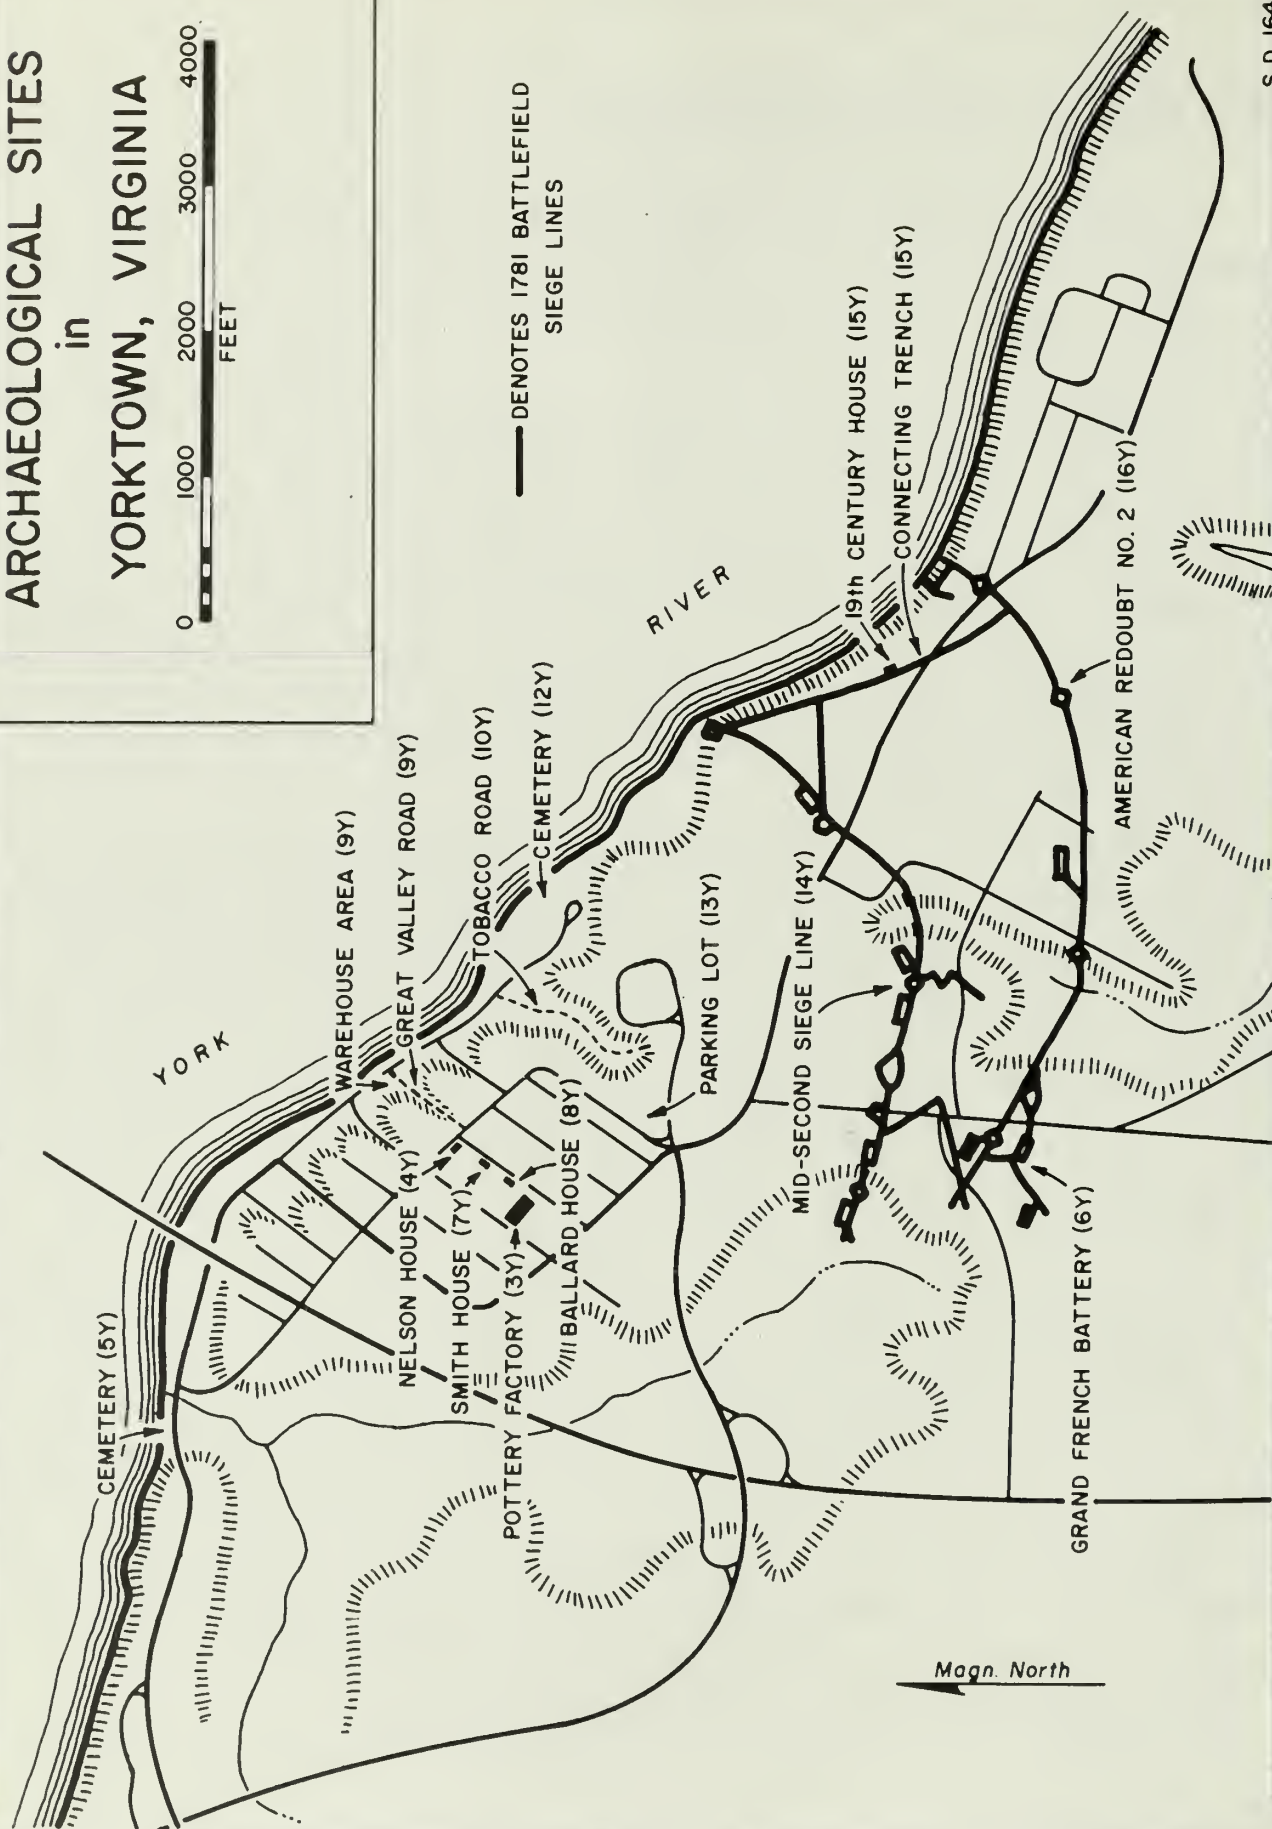 ARCHAEOLOGICAL SITES
in
YORKTOWN, VIRGINIA
0 1000 2000 3000 4000
FEET
DENOTES 1781 BATTLEFIELD
SIEGE LINES
YORK
RIVER
CEMETERY (5Y)
WAREHOUSE AREA (9Y)
GREAT VALLEY ROAD (9Y)
TOBACCO ROAD (10Y)
CEMETERY (12Y)
NELSON HOUSE (4Y)
SMITH HOUSE (7Y)
POTTERY FACTORY (3Y)
BALLARD HOUSE (8Y)
PARKING LOT (13Y)
MID-SECOND SIEGE LINE (14Y)
19th CENTURY HOUSE (15Y)
CONNECTING TRENCH (15Y)
AMERICAN REDOUBT NO. 2 (16Y)
GRAND FRENCH BATTERY (6Y)
Magn. North